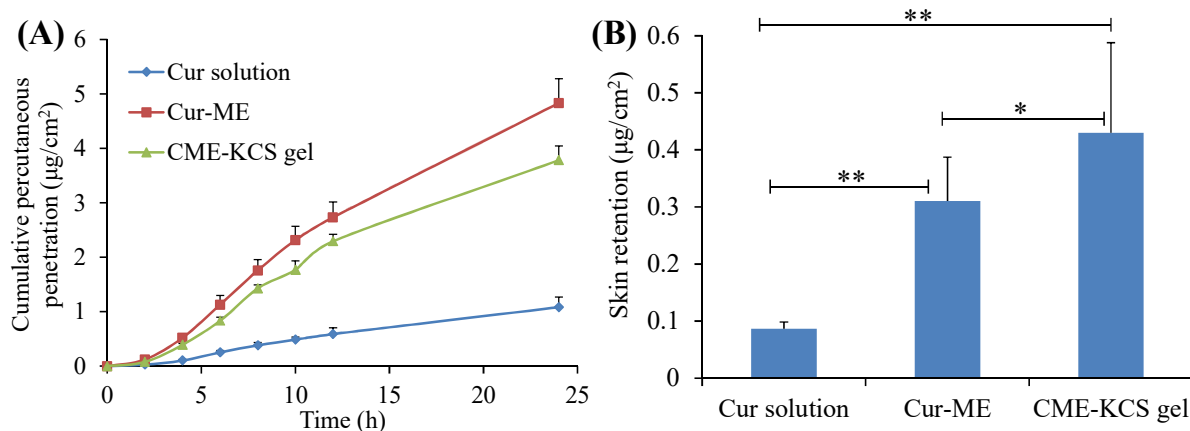 (A)
Cumulative percutaneous
penetration (μg/cm²)
6
5
4
3
2
1
0
Cur solution
Cur-ME
CME-KCS gel
0
5
10
15
20
25
Time (h)
(B)
Skin retention (μg/cm²)
0.6
0.5
0.4
0.3
0.2
0.1
0
**
*
**
Cur solution
Cur-ME
CME-KCS gel